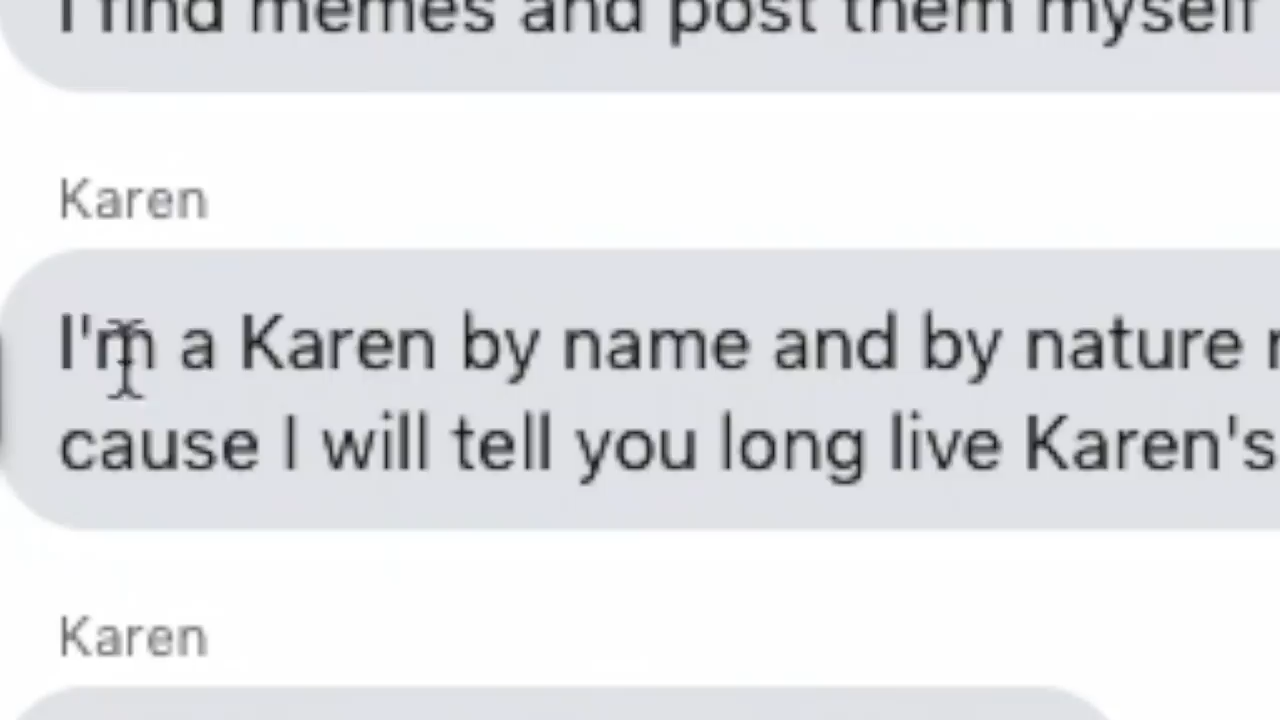 I find memes and post them myself
Karen
I'm a Karen by name and by nature
cause I will tell you long live Karen's
Karen